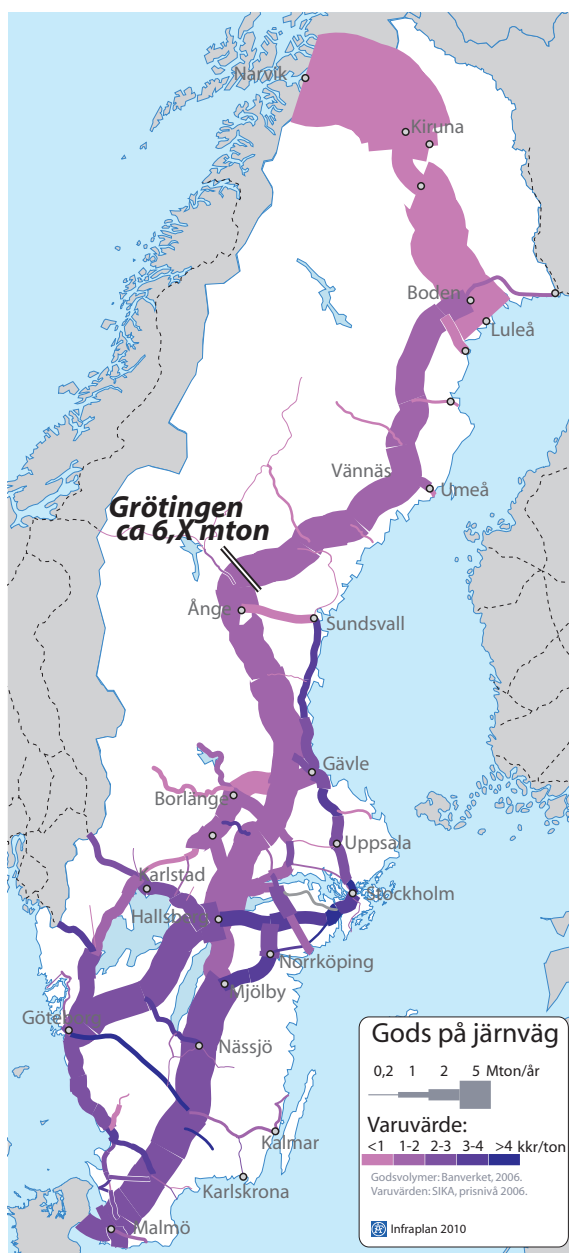 Narvik
Kiruna
Boden
Luleå
Vännäs
Umeå
Grötingen
ca 6,X mton
Ånge
Sundsvall
Gävle
Borlänge
Uppsala
Karlstad
Stockholm
Hallsberg
Norrköping
Mjölby
Göteborg
Nässjö
Kalmar
Karlskrona
Malmö
Gods på järnväg
0,2 1 2 5 Mton/år
Varuvärde:
<1 1-2 2-3 3-4 >4 kkr/ton
Godsvolymer: Banverket, 2006.
Varuvärden: SIKA, prisnivå 2006.
Infraplan 2010